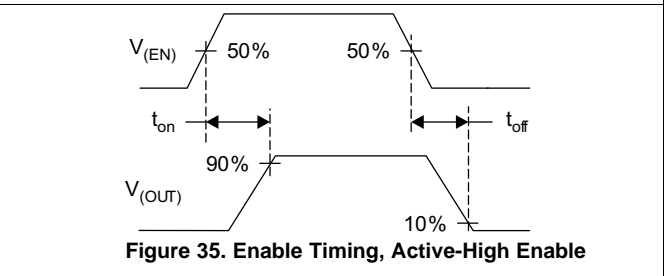 V(EN) 50% 50%
ton toff
90%
V(OUT)
10%
Figure 35. Enable Timing, Active-High Enable